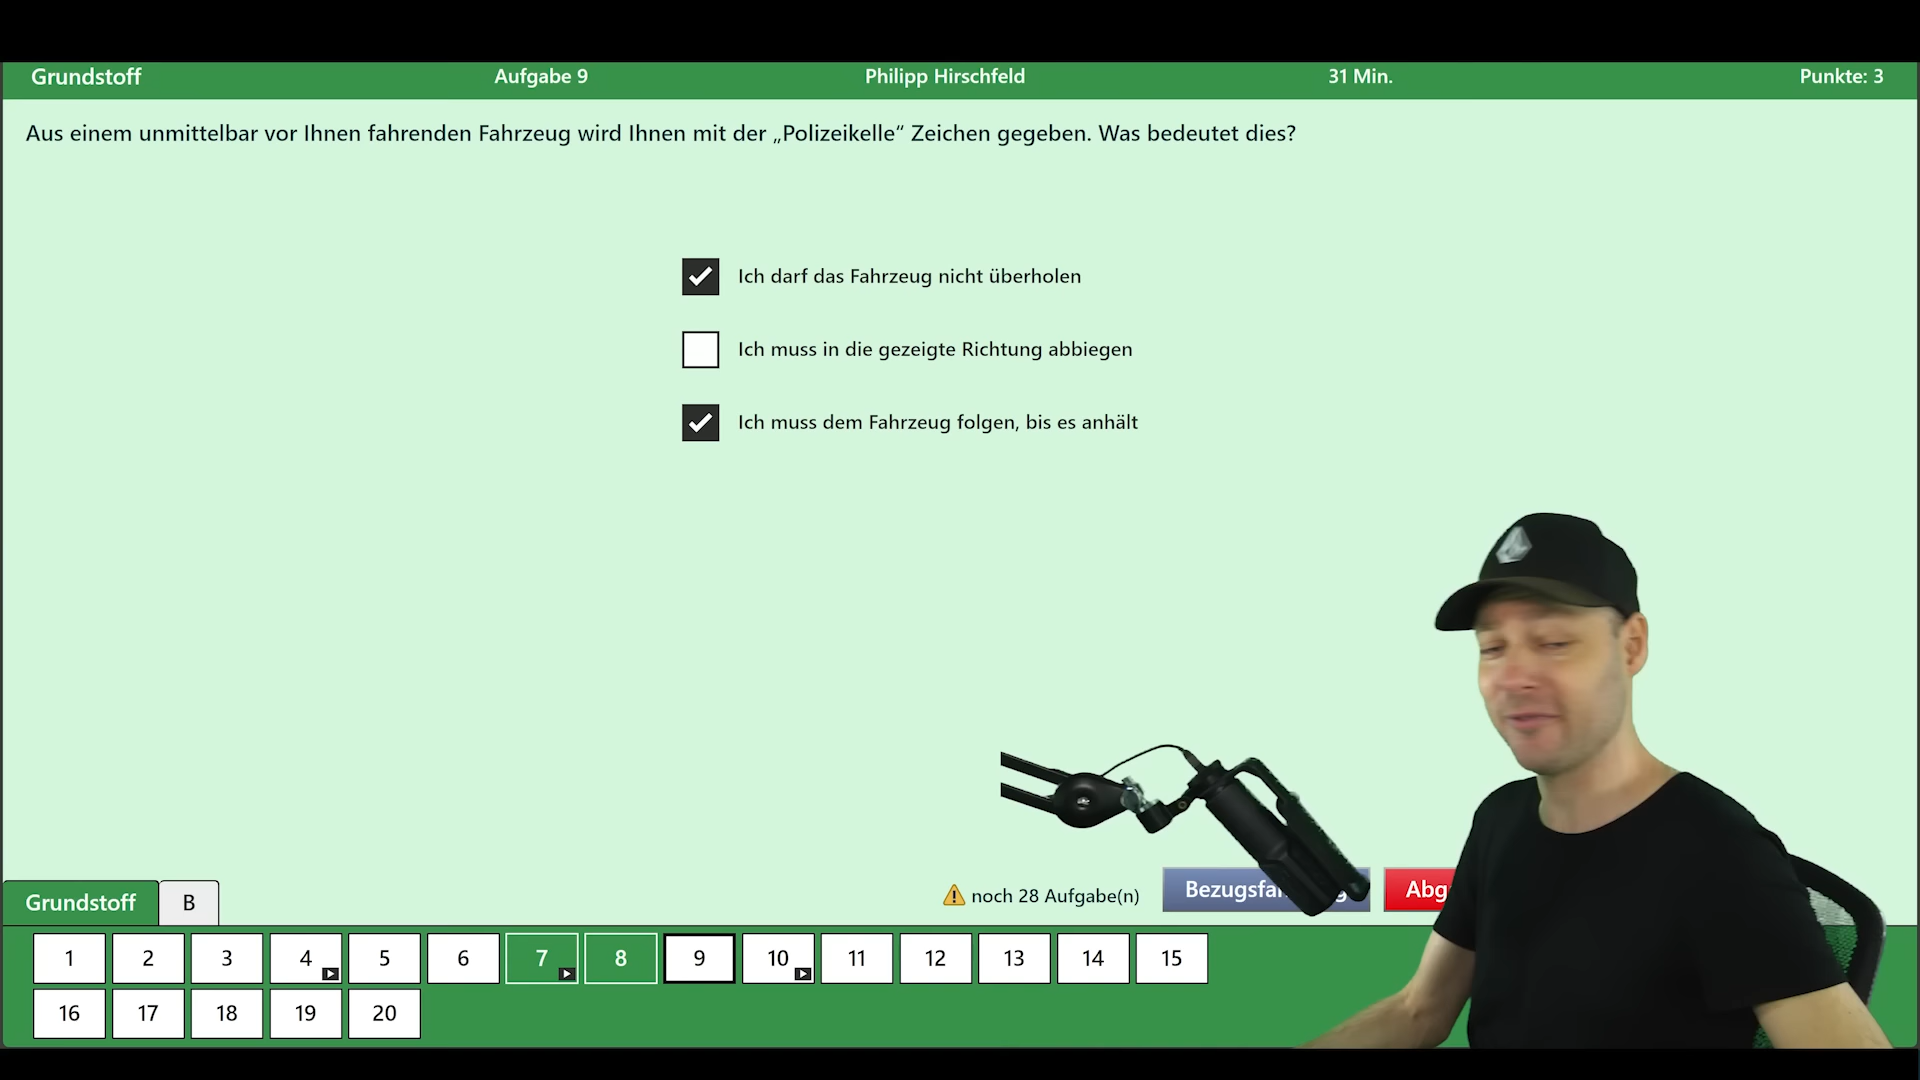 Grundstoff Aufgabe 9 Philipp Hirschfeld 31 Min. Punkte: 3
Aus einem unmittelbar vor Ihnen fahrenden Fahrzeug wird Ihnen mit der „Polizeikelle“ Zeichen gegeben. Was bedeutet dies?
Ich darf das Fahrzeug nicht überholen
Ich muss in die gezeigte Richtung abbiegen
Ich muss dem Fahrzeug folgen, bis es anhält
noch 28 Aufgabe(n)
Grundstoff B
1 2 3 4 5 6 7 8 9 10 11 12 13 14 15
16 17 18 19 20